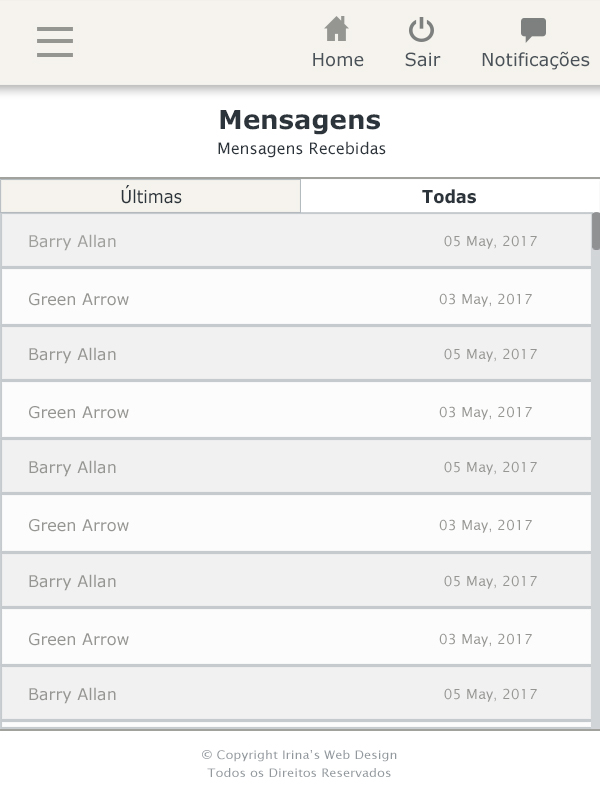 Home Sair Notificações
Mensagens
Mensagens Recebidas
Últimas Todas
Barry Allan 05 May, 2017
Green Arrow 03 May, 2017
Barry Allan 05 May, 2017
Green Arrow 03 May, 2017
Barry Allan 05 May, 2017
Green Arrow 03 May, 2017
Barry Allan 05 May, 2017
Green Arrow 03 May, 2017
Barry Allan 05 May, 2017
© Copyright Irina's Web Design
Todos os Direitos Reservados